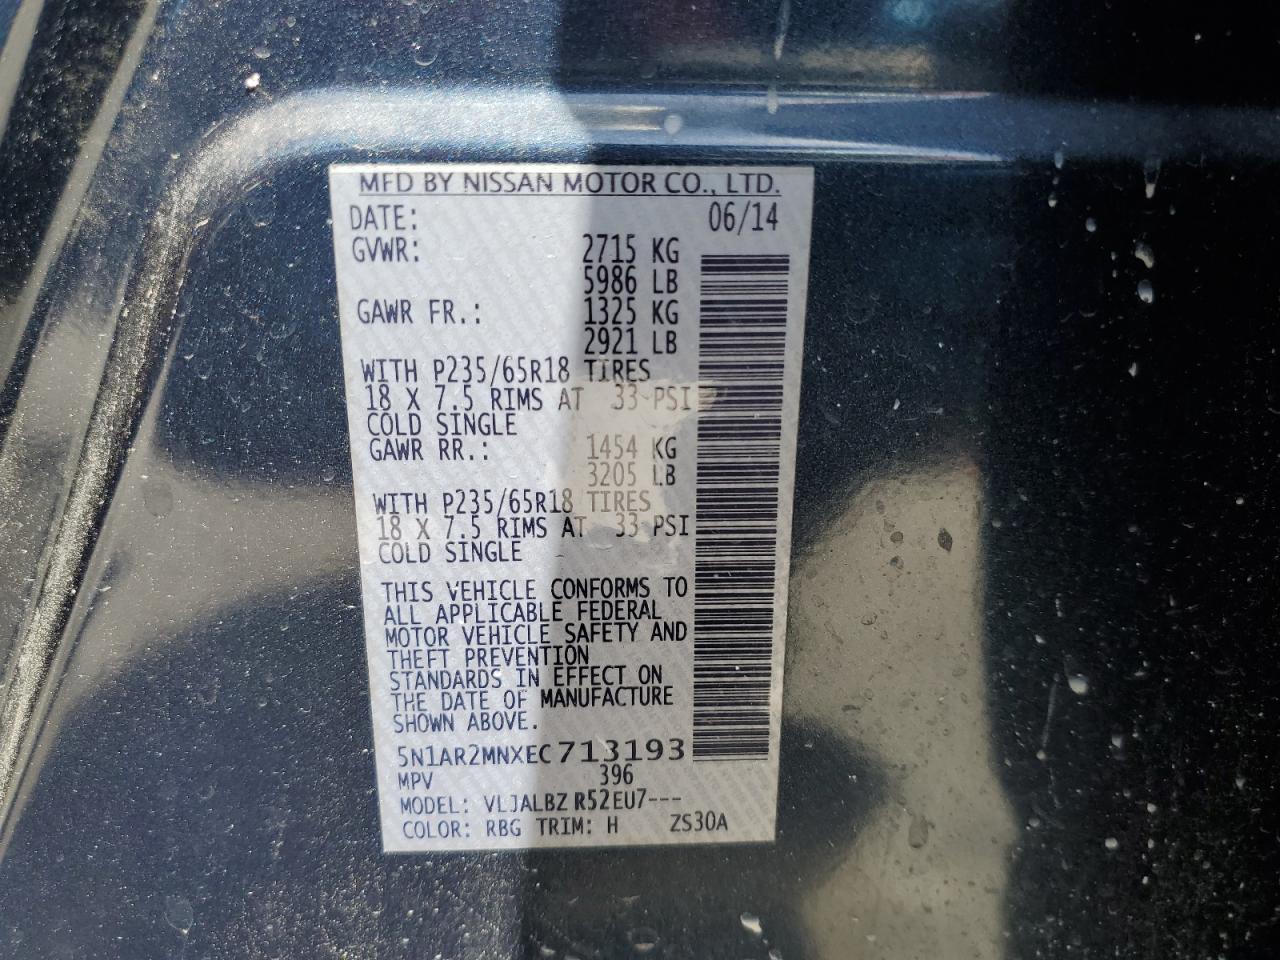 MFD BY NISSAN MOTOR CO., LTD.
DATE: 06/14
GVWR: 2715 KG
5986 LB
GAWR FR.: 1325 KG
2921 LB
WITH P235/65R18 TIRES
18 X 7.5 RIMS AT 33 PSI
COLD SINGLE
GAWR RR.: 1454 KG
3205 LB
WITH P235/65R18 TIRES
18 X 7.5 RIMS AT 33 PSI
COLD SINGLE
THIS VEHICLE CONFORMS TO
ALL APPLICABLE FEDERAL
MOTOR VEHICLE SAFETY AND
THEFT PREVENTION
STANDARDS IN EFFECT ON
THE DATE OF MANUFACTURE
SHOWN ABOVE.
5N1AR2MNXEC713193
MPV 396
MODEL: VLJALBZ R52EU7---
COLOR: RBG TRIM: H ZS30A